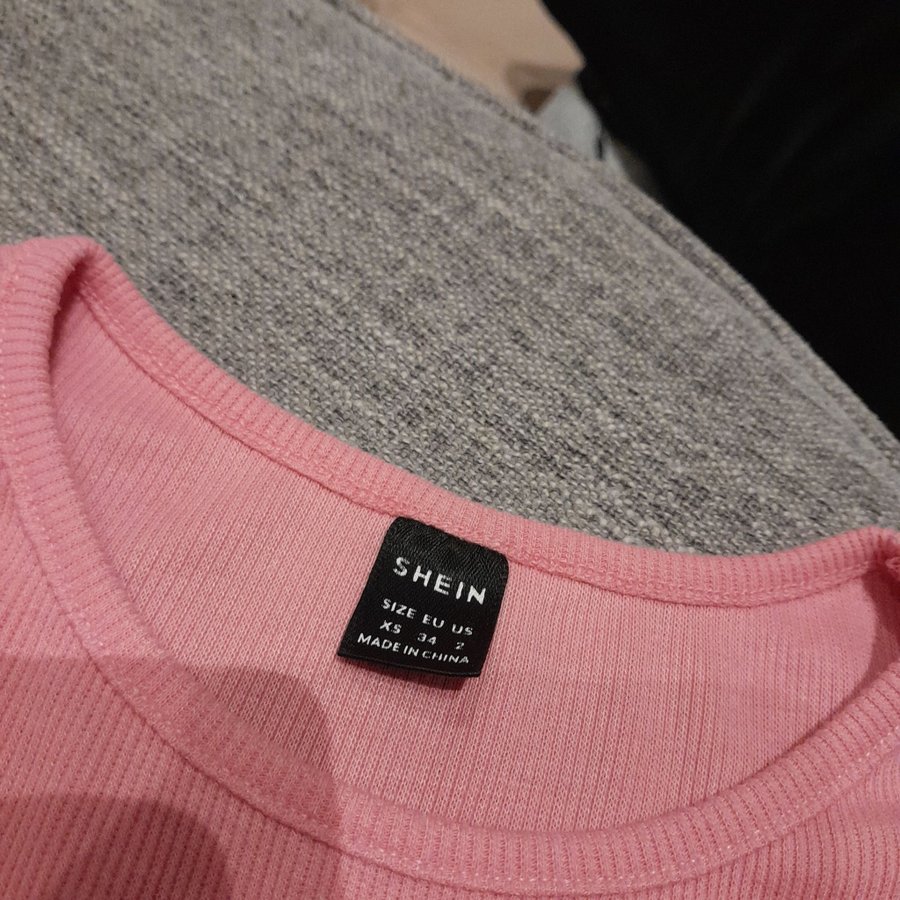 SHEIN
SIZE EU US
XS 34 2
MADE IN CHINA